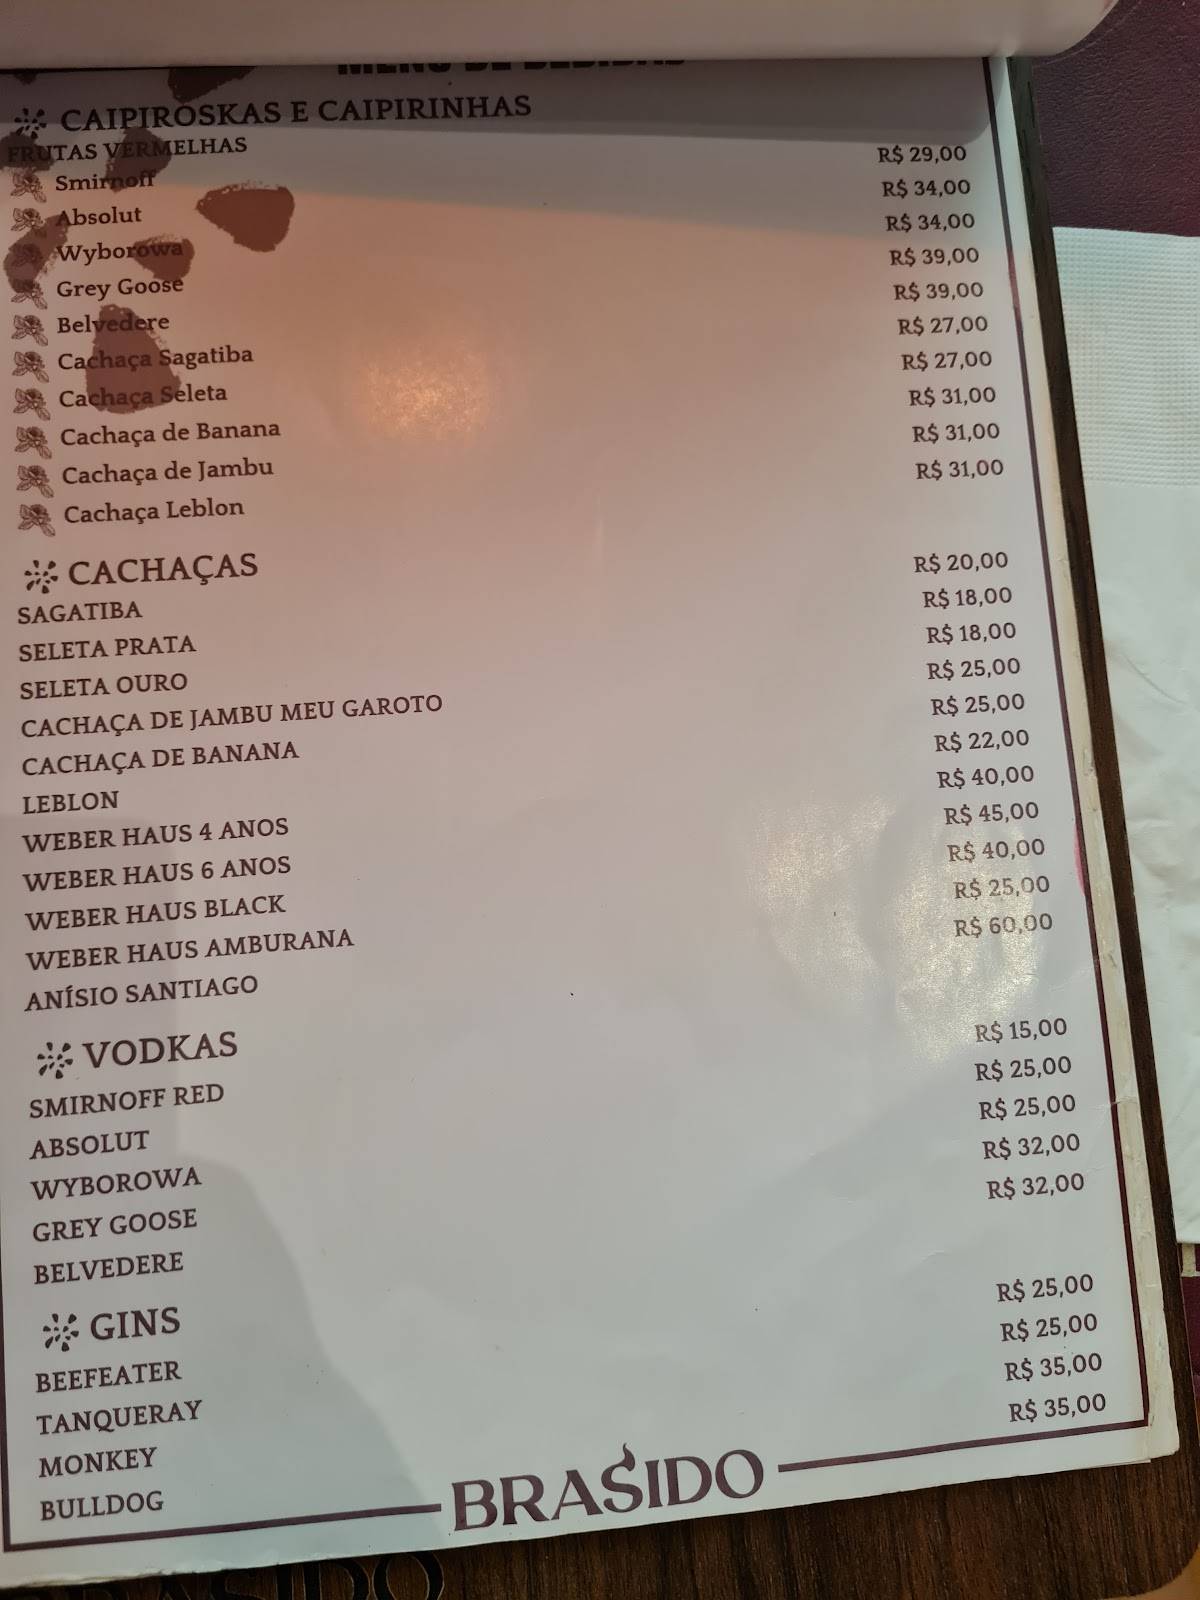 MENU DE BEBIDAS
CAIPIROSKAS E CAIPIRINHAS
FRUTAS VERMELHAS
Smirnoff R$ 29,00
Absolut R$ 34,00
Wyborowa R$ 34,00
Grey Goose R$ 39,00
Belvedere R$ 39,00
Cachaça Sagatiba R$ 27,00
Cachaça Seleta R$ 27,00
Cachaça de Banana R$ 31,00
Cachaça de Jambu R$ 31,00
Cachaça Leblon R$ 31,00
CACHAÇAS
SAGATIBA R$ 20,00
SELETA PRATA R$ 18,00
SELETA OURO R$ 18,00
CACHAÇA DE JAMBU MEU GAROTO R$ 25,00
CACHAÇA DE BANANA R$ 25,00
LEBLON R$ 22,00
WEBER HAUS 4 ANOS R$ 40,00
WEBER HAUS 6 ANOS R$ 45,00
WEBER HAUS BLACK R$ 40,00
WEBER HAUS AMBURANA R$ 25,00
ANÍSIO SANTIAGO R$ 60,00
VODKAS
SMIRNOFF RED R$ 15,00
ABSOLUT R$ 25,00
WYBOROWA R$ 25,00
GREY GOOSE R$ 32,00
BELVEDERE R$ 32,00
GINS
BEEFEATER R$ 25,00
TANQUERAY R$ 25,00
MONKEY R$ 35,00
BULLDOG R$ 35,00
BRASIDO
BRASIDO